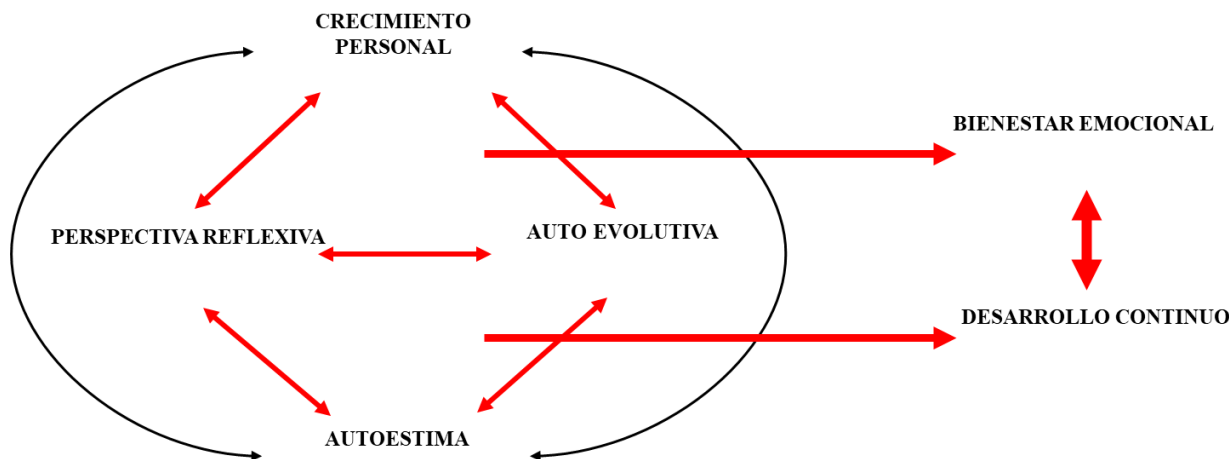 CRECIMIENTO
PERSONAL
BIENESTAR EMOCIONAL
PERSPECTIVA REFLEXIVA
AUTO EVOLUTIVA
DESARROLLO CONTINUO
AUTOESTIMA